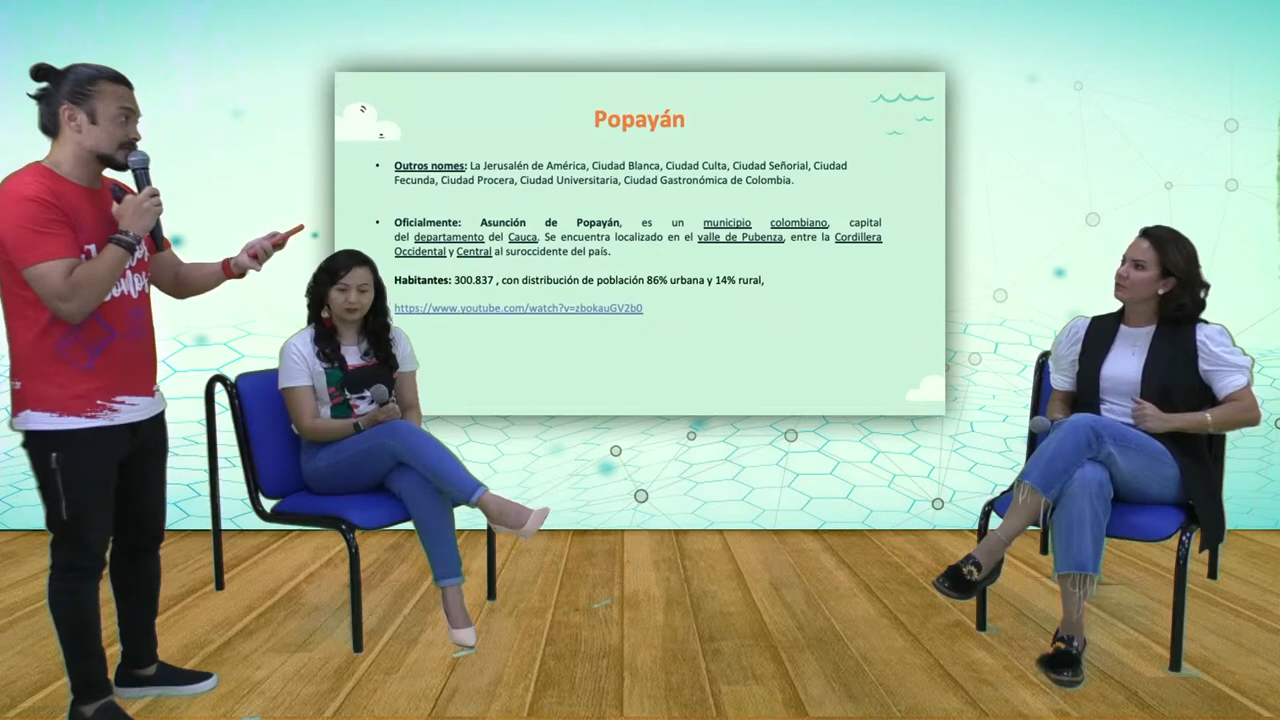 Popayán
• Outros nomes: La Jerusalén de América, Ciudad Blanca, Ciudad Culta, Ciudad Señorial, Ciudad
Fecunda, Ciudad Procera, Ciudad Universitaria, Ciudad Gastronómica de Colombia.
• Oficialmente: Asunción de Popayán, es un municipio colombiano, capital
del departamento del Cauca. Se encuentra localizado en el valle de Pubenza, entre la Cordillera
Occidental y Central al suroccidente del país.
Habitantes: 300.837 , con distribución de población 86% urbana y 14% rural,
https://www.youtube.com/watch?v=zbokauGV2b0